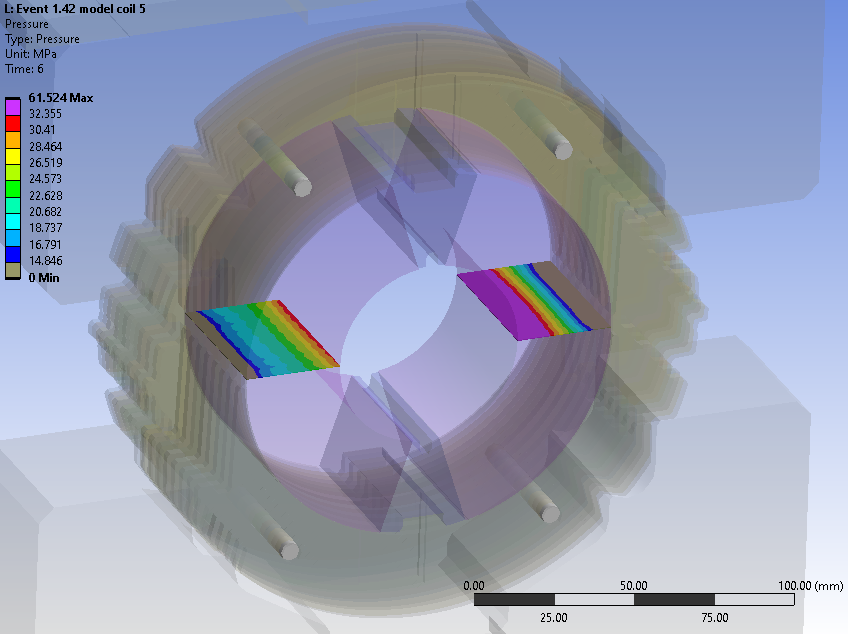 L: Event 1.42 model coil 5
Pressure
Type: Pressure
Unit: MPa
Time: 6
61.524 Max
32.355
30.41
28.464
26.519
24.573
22.628
20.682
18.737
16.791
14.846
0 Min
0.00 50.00 100.00 (mm)
25.00 75.00